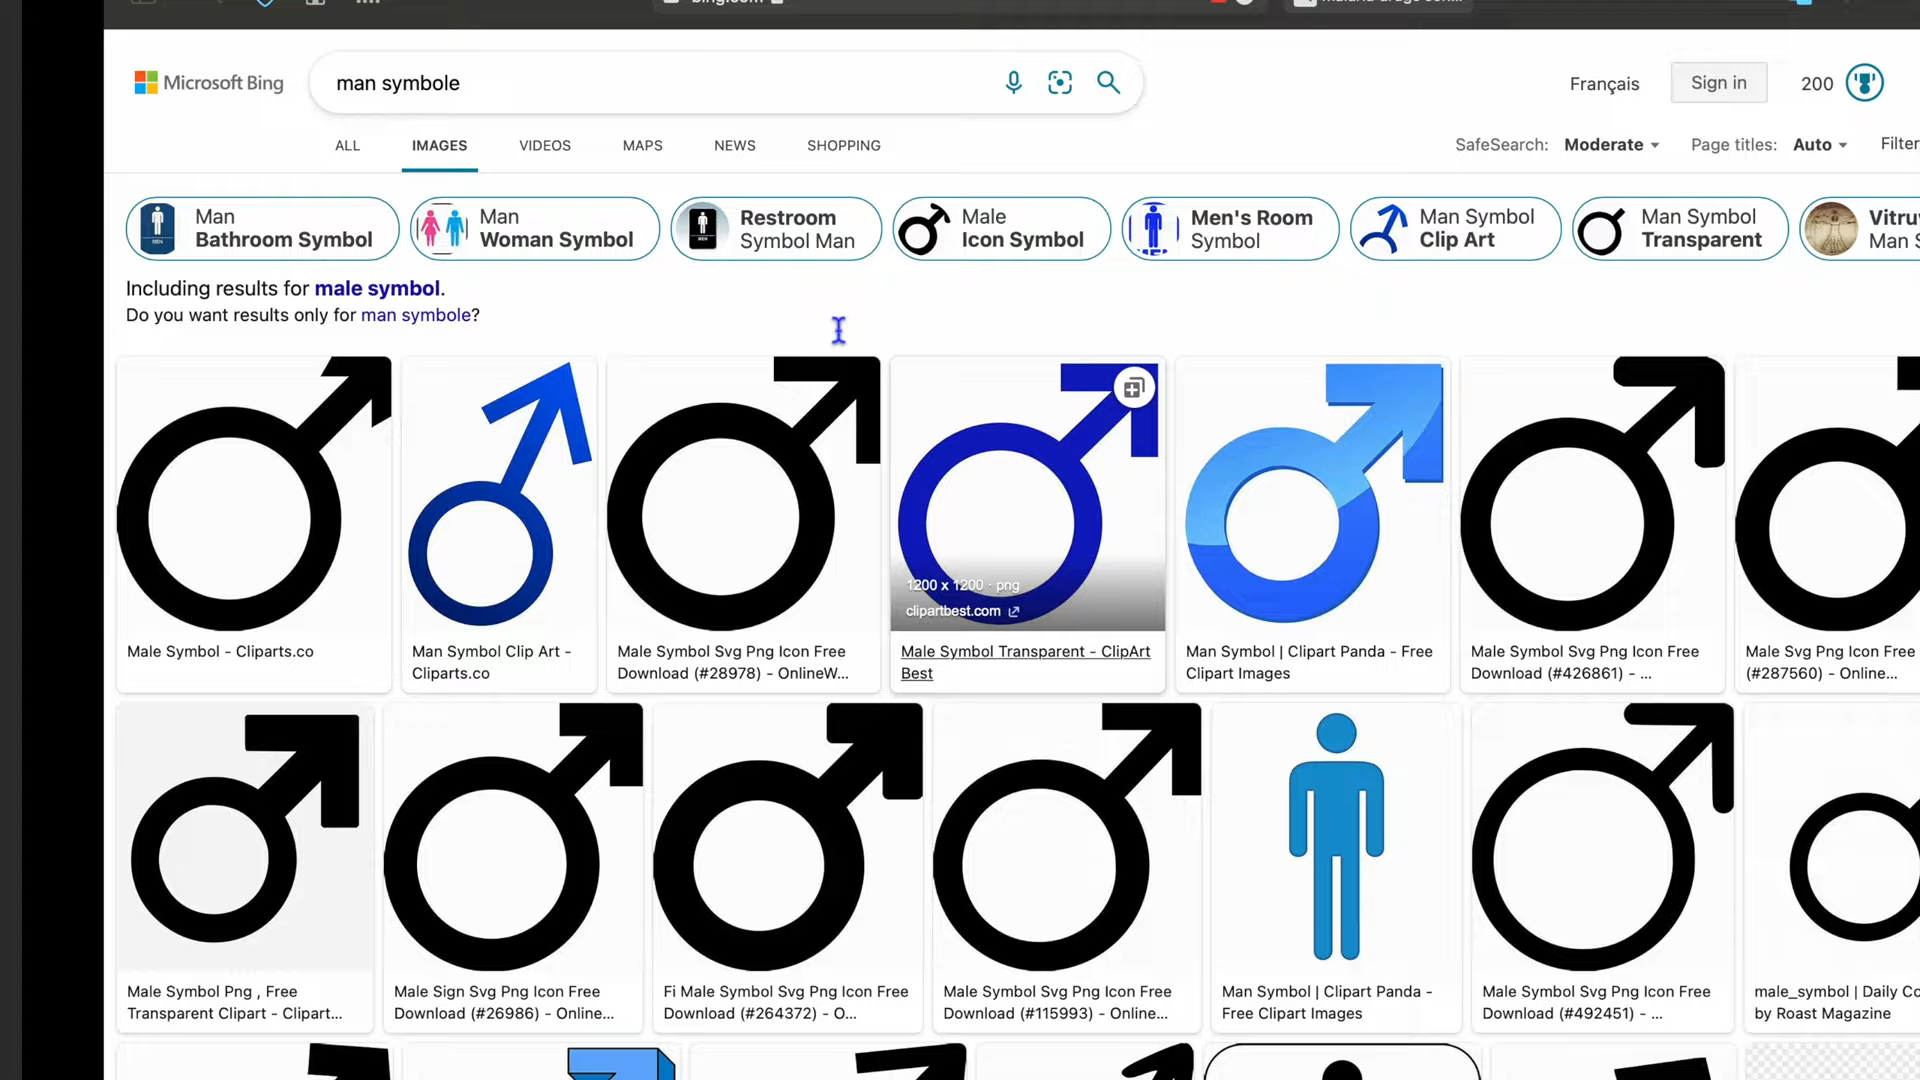 bing.com
Microsoft Bing
man symbole
Français
Sign in
200
ALL
IMAGES
VIDEOS
MAPS
NEWS
SHOPPING
SafeSearch: Moderate
Page titles: Auto
Filter
Man
Bathroom Symbol
Man
Woman Symbol
Restroom
Symbol Man
Male
Icon Symbol
Men's Room
Symbol
Man Symbol
Clip Art
Man Symbol
Transparent
Vitru
Man S
Including results for male symbol.
Do you want results only for man symbole?
1200 x 1200 · png
clipartbest.com
Male Symbol - Cliparts.co
Man Symbol Clip Art -
Cliparts.co
Male Symbol Svg Png Icon Free
Download (#28978) - OnlineW...
Male Symbol Transparent - ClipArt
Best
Man Symbol | Clipart Panda - Free
Clipart Images
Male Symbol Svg Png Icon Free
Download (#426861) - ...
Male Svg Png Icon Free
(#287560) - Online...
Male Symbol Png , Free
Transparent Clipart - Clipart...
Male Sign Svg Png Icon Free
Download (#26986) - Online...
Fi Male Symbol Svg Png Icon Free
Download (#264372) - O...
Male Symbol Svg Png Icon Free
Download (#115993) - Online...
Man Symbol | Clipart Panda -
Free Clipart Images
Male Symbol Svg Png Icon Free
Download (#492451) - ...
male_symbol | Daily Co
by Roast Magazine